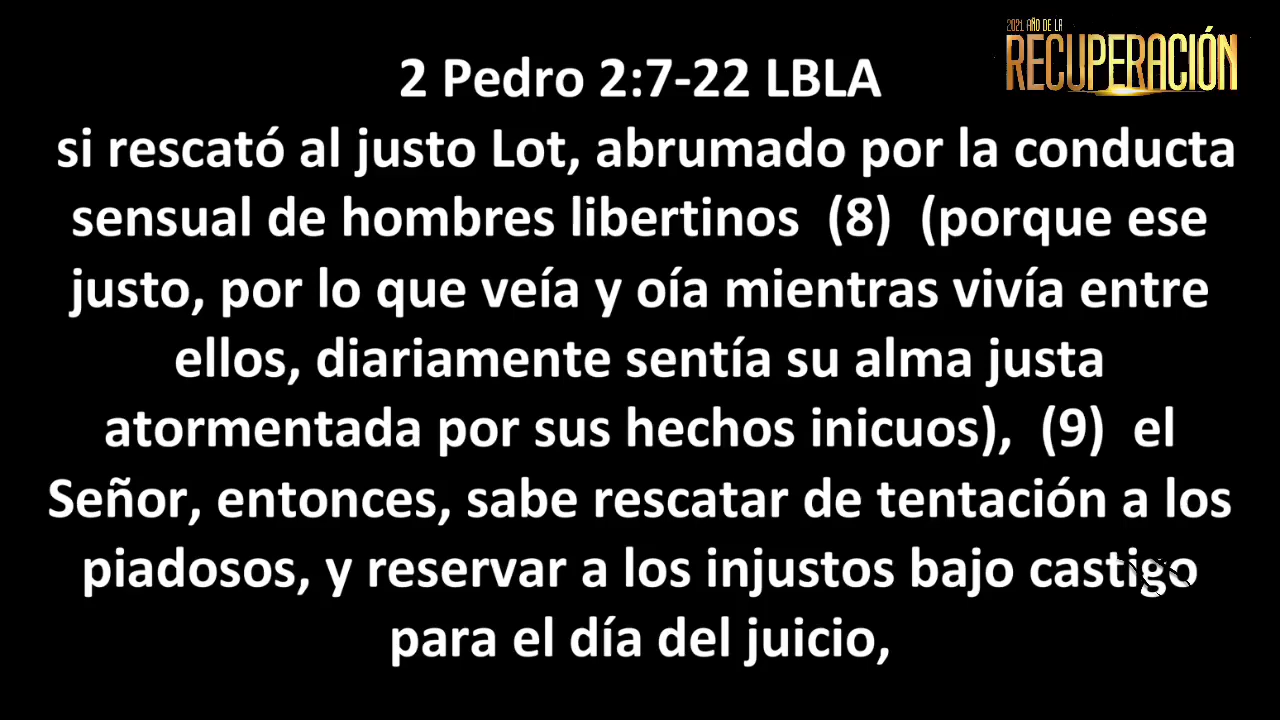 2021 AÑO DE LA
RECUPERACIÓN
2 Pedro 2:7-22 LBLA
si rescató al justo Lot, abrumado por la conducta
sensual de hombres libertinos (8) (porque ese
justo, por lo que veía y oía mientras vivía entre
ellos, diariamente sentía su alma justa
atormentada por sus hechos inicuos), (9) el
Señor, entonces, sabe rescatar de tentación a los
piadosos, y reservar a los injustos bajo castigo
para el día del juicio,